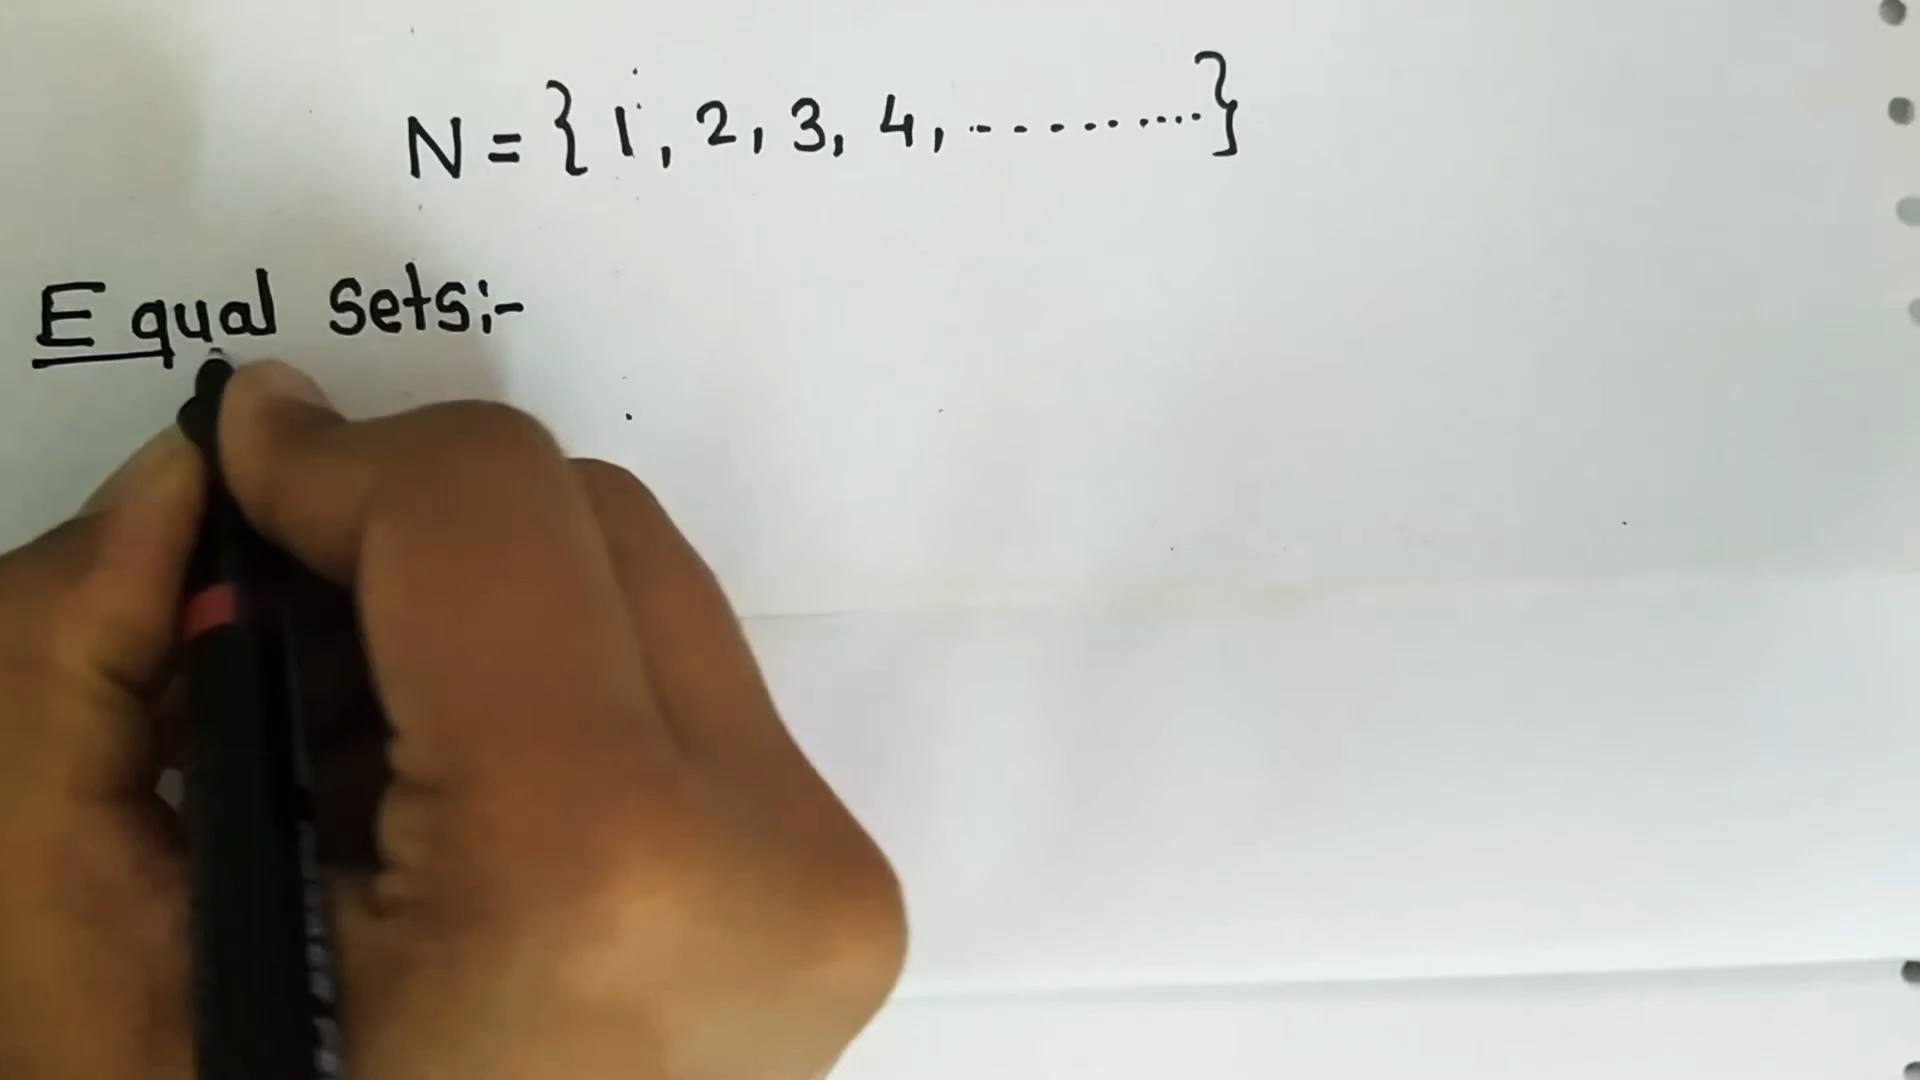 N = { 1, 2, 3, 4, .......... }
Equal sets:-